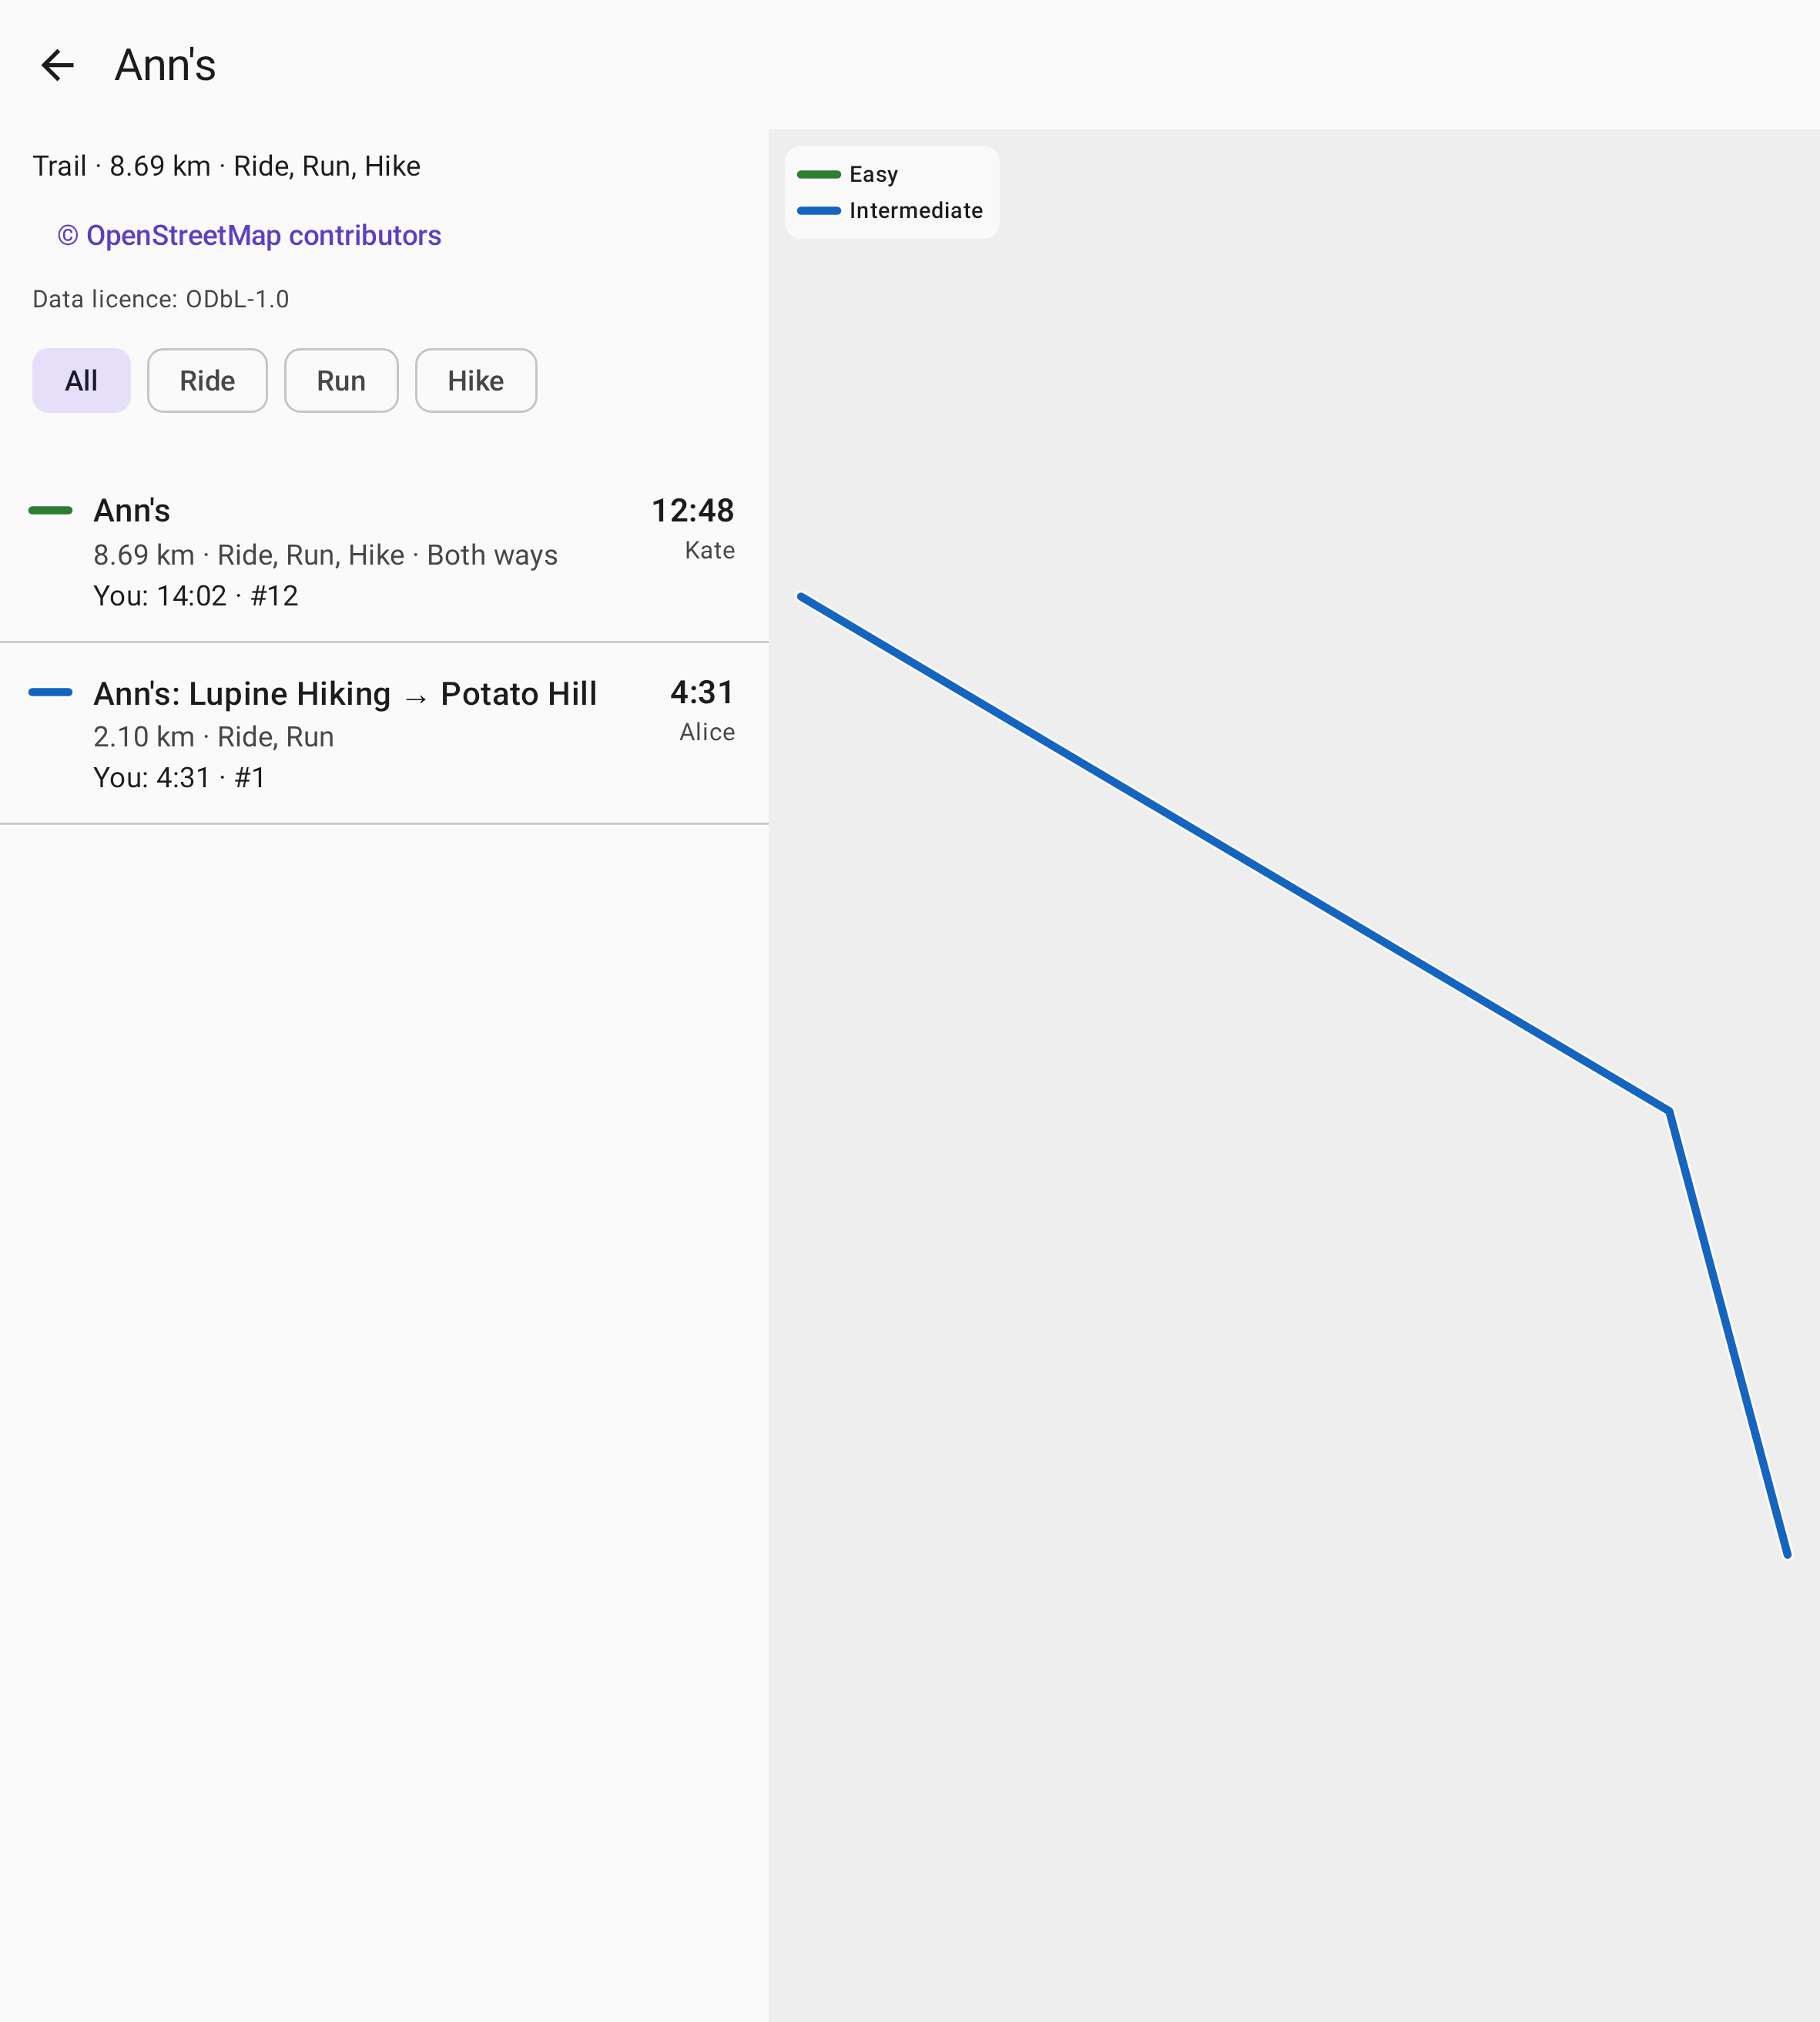 Ann's
Trail · 8.69 km · Ride, Run, Hike
© OpenStreetMap contributors
Data licence: ODbL-1.0
All Ride Run Hike
Ann's 12:48
8.69 km · Ride, Run, Hike · Both ways Kate
You: 14:02 · #12
Ann's: Lupine Hiking → Potato Hill 4:31
2.10 km · Ride, Run Alice
You: 4:31 · #1
Easy
Intermediate